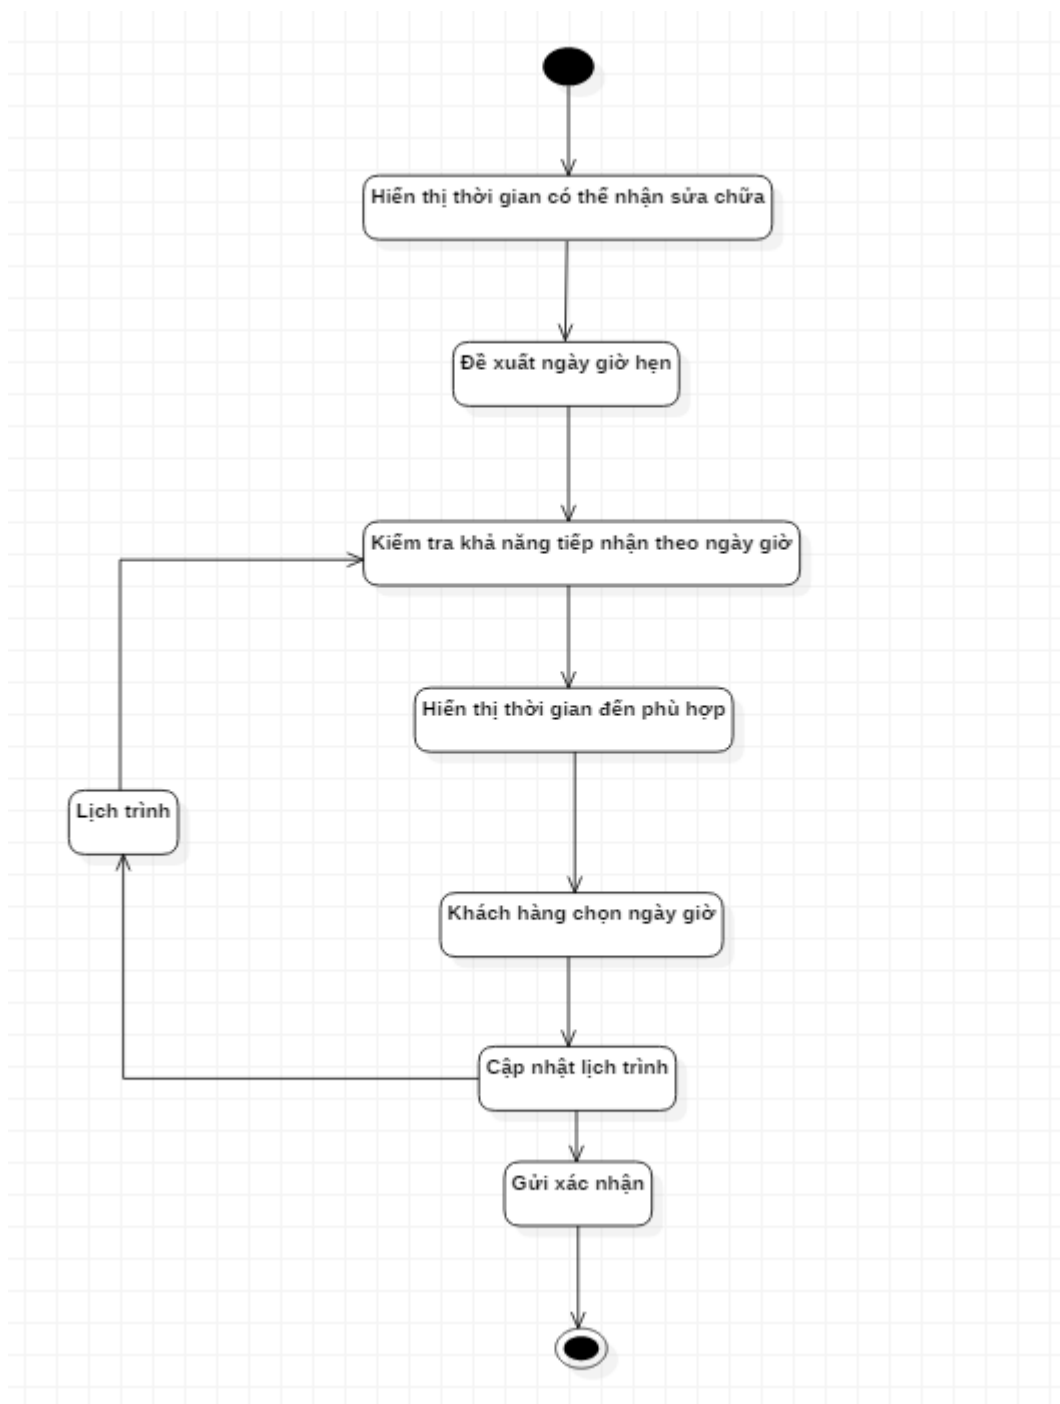 Hiển thị thời gian có thể nhận sửa chữa
Đề xuất ngày giờ hẹn
Kiểm tra khả năng tiếp nhận theo ngày giờ
Hiển thị thời gian đến phù hợp
Lịch trình
Khách hàng chọn ngày giờ
Cập nhật lịch trình
Gửi xác nhận